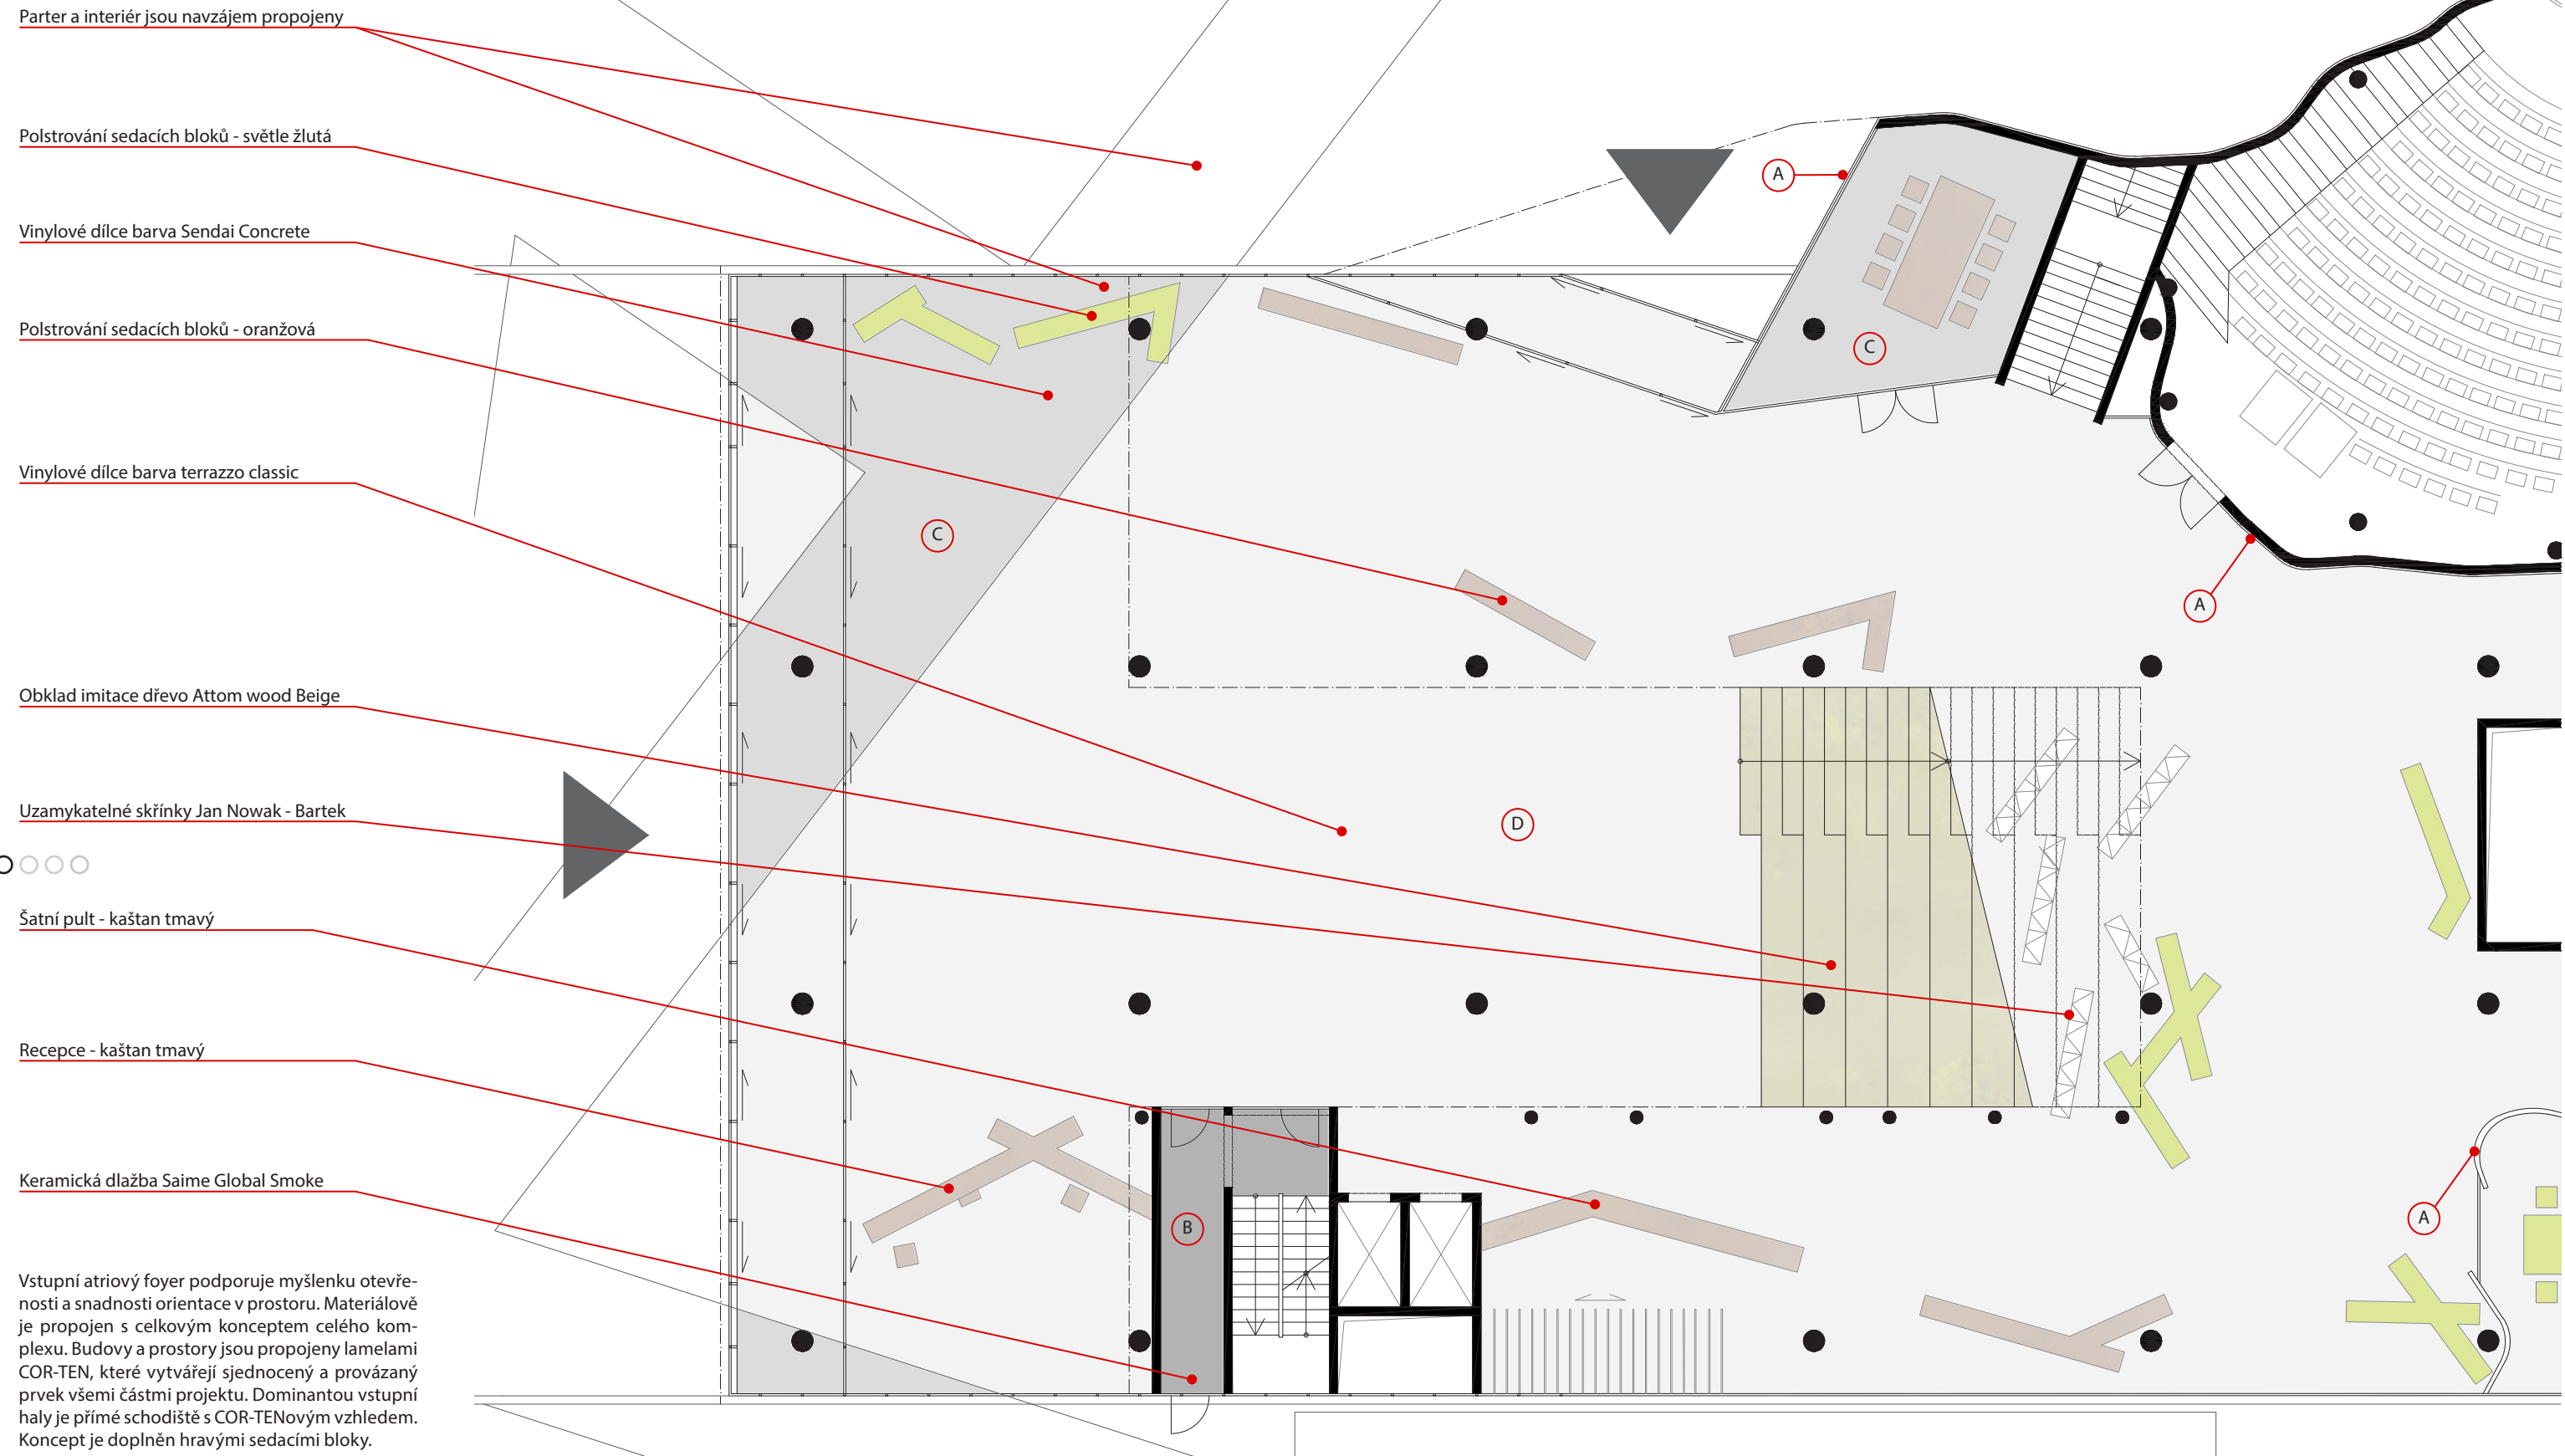 Parter a interiér jsou navzájem propojeny
Polstrování sedacích bloků - světle žlutá
Vinylové dílce barva Sendai Concrete
Polstrování sedacích bloků - oranžová
Vinylové dílce barva terrazzo classic
Obklad imitace dřevo Attom wood Beige
Uzamykatelné skřínky Jan Nowak - Bartek
Šatní pult - kaštan tmavý
Recepce - kaštan tmavý
Keramická dlažba Saime Global Smoke
Vstupní atriový foyer podporuje myšlenku otevře-
nosti a snadnosti orientace v prostoru. Materiálově
je propojen s celkovým konceptem celého kom-
plexu. Budovy a prostory jsou propojeny lamelami
COR-TEN, které vytvářejí sjednocený a provázaný
prvek všemi částmi projektu. Dominantou vstupní
haly je přímé schodiště s COR-TENovým vzhledem.
Koncept je doplněn hravými sedacími bloky.
A
C
C
A
D
B
A